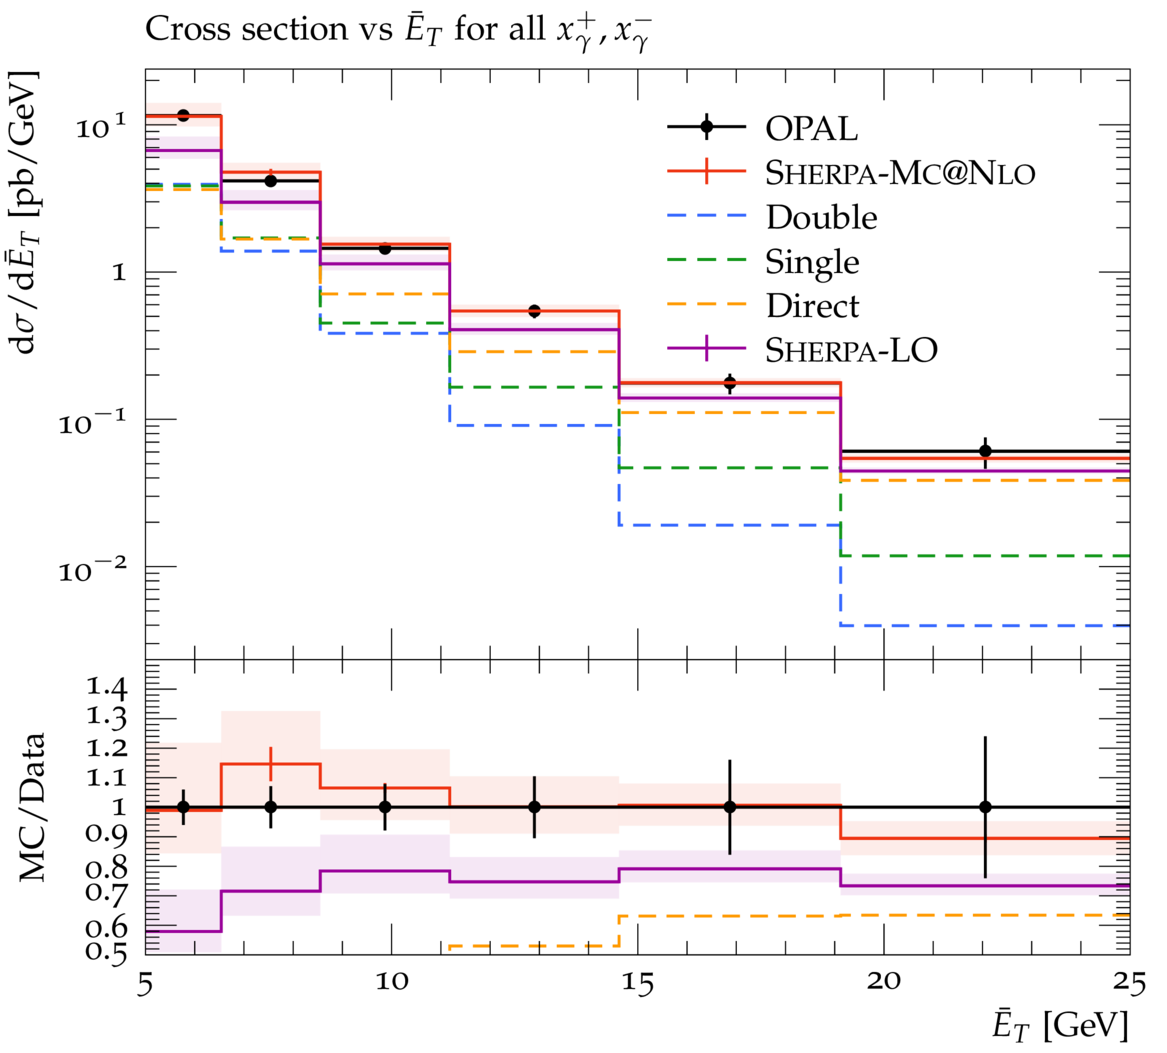 Cross section vs Ē_T for all x_γ^+, x_γ^−
dσ/dĒ_T [pb/GeV]
10^1
1
10^−1
10^−2
OPAL
SHERPA-MC@NLO
Double
Single
Direct
SHERPA-LO
MC/Data
1.4
1.3
1.2
1.1
1
0.9
0.8
0.7
0.6
0.5
5 10 15 20 25
Ē_T [GeV]